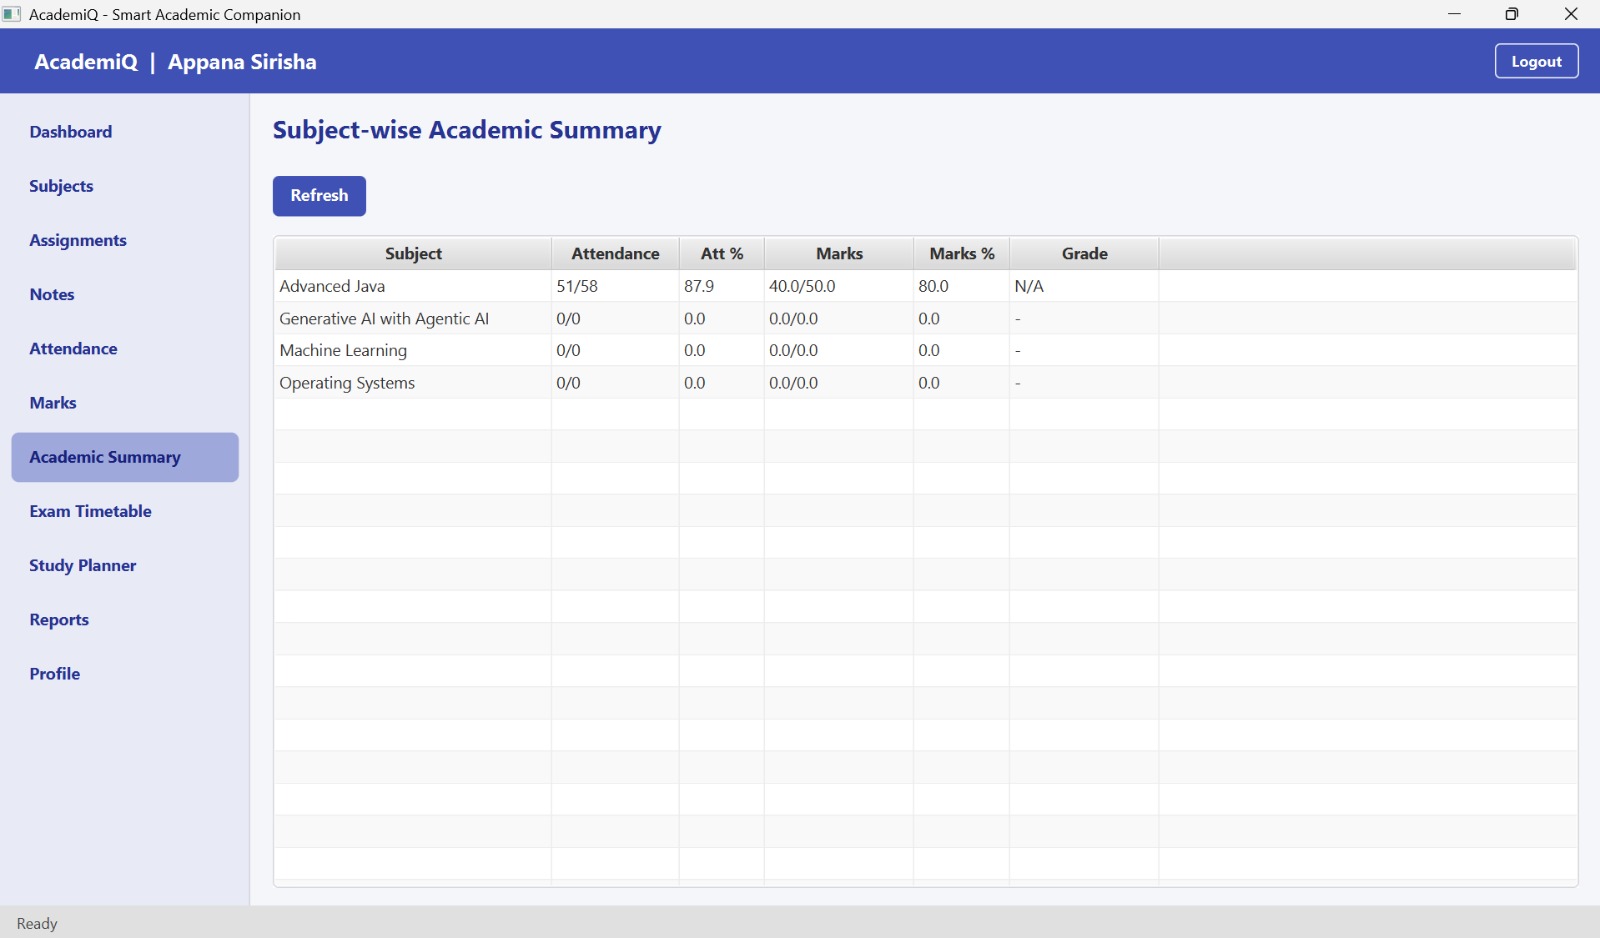 AcademiQ - Smart Academic Companion
AcademiQ | Appana Sirisha
Logout
Dashboard
Subjects
Assignments
Notes
Attendance
Marks
Academic Summary
Exam Timetable
Study Planner
Reports
Profile
Subject-wise Academic Summary
Refresh
Subject Attendance Att % Marks Marks % Grade
Advanced Java 51/58 87.9 40.0/50.0 80.0 N/A
Generative AI with Agentic AI 0/0 0.0 0.0/0.0 0.0 -
Machine Learning 0/0 0.0 0.0/0.0 0.0 -
Operating Systems 0/0 0.0 0.0/0.0 0.0 -
Ready